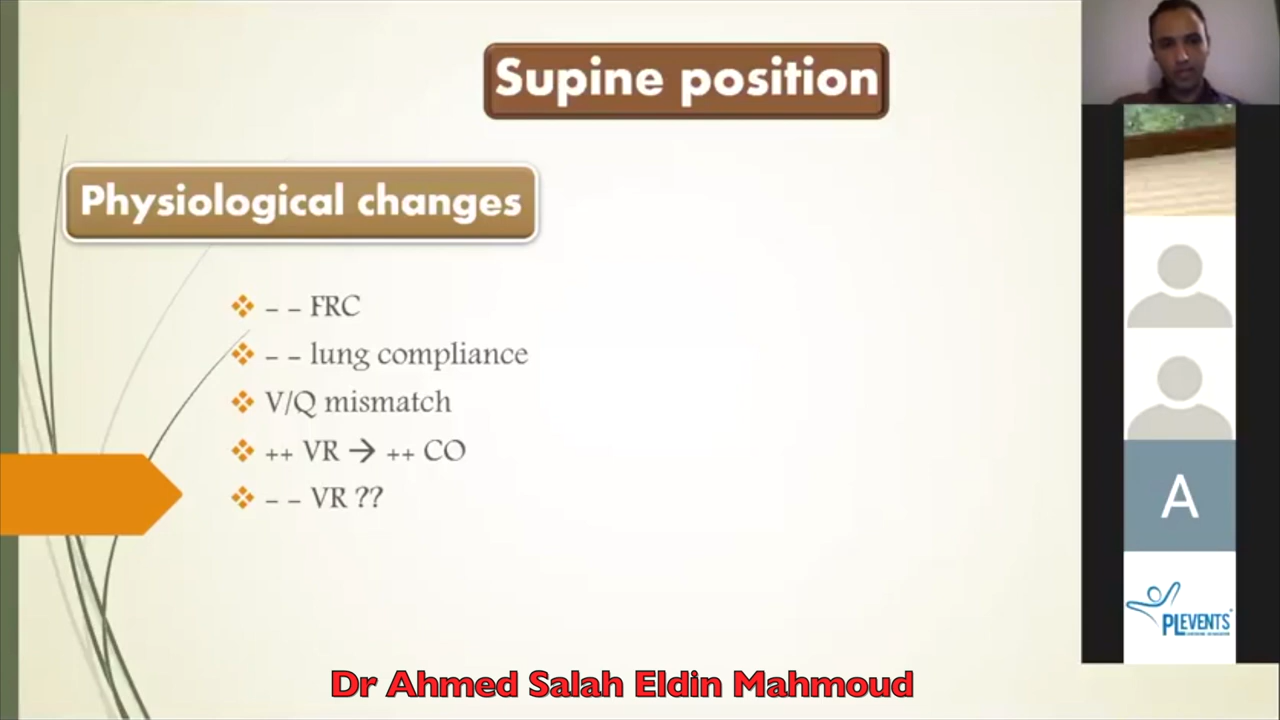 Supine position
Physiological changes
– – FRC
– – lung compliance
V/Q mismatch
++ VR → ++ CO
– – VR ??
A
PLEVENTS
Dr Ahmed Salah Eldin Mahmoud